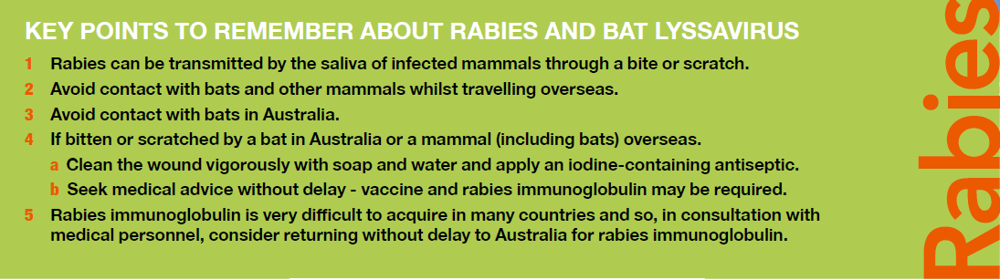 KEY POINTS TO REMEMBER ABOUT RABIES AND BAT LYSSAVIRUS
1 Rabies can be transmitted by the saliva of infected mammals through a bite or scratch.
2 Avoid contact with bats and other mammals whilst travelling overseas.
3 Avoid contact with bats in Australia.
4 If bitten or scratched by a bat in Australia or a mammal (including bats) overseas.
a Clean the wound vigorously with soap and water and apply an iodine-containing antiseptic.
b Seek medical advice without delay - vaccine and rabies immunoglobulin may be required.
5 Rabies immunoglobulin is very difficult to acquire in many countries and so, in consultation with
medical personnel, consider returning without delay to Australia for rabies immunoglobulin.
Rabies